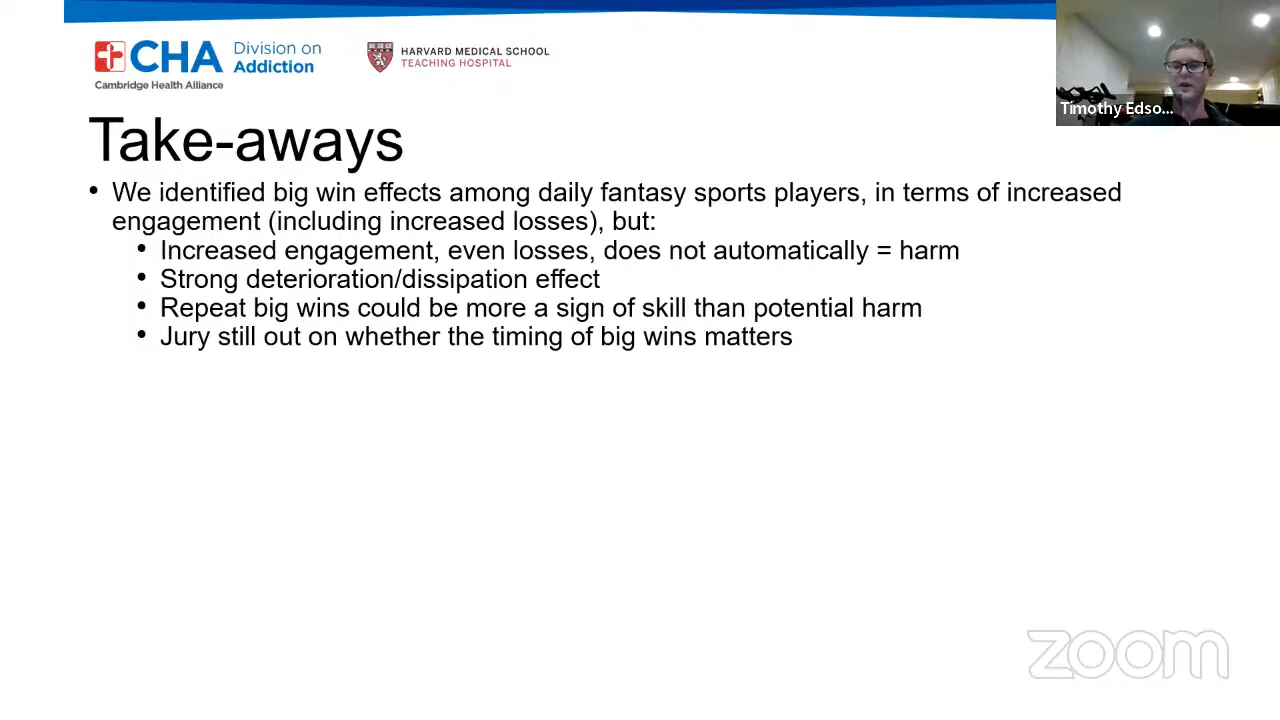 CHA Division on Addiction
Cambridge Health Alliance
HARVARD MEDICAL SCHOOL
TEACHING HOSPITAL
Timothy Edso...
Take-aways
• We identified big win effects among daily fantasy sports players, in terms of increased
engagement (including increased losses), but:
• Increased engagement, even losses, does not automatically = harm
• Strong deterioration/dissipation effect
• Repeat big wins could be more a sign of skill than potential harm
• Jury still out on whether the timing of big wins matters
zoom